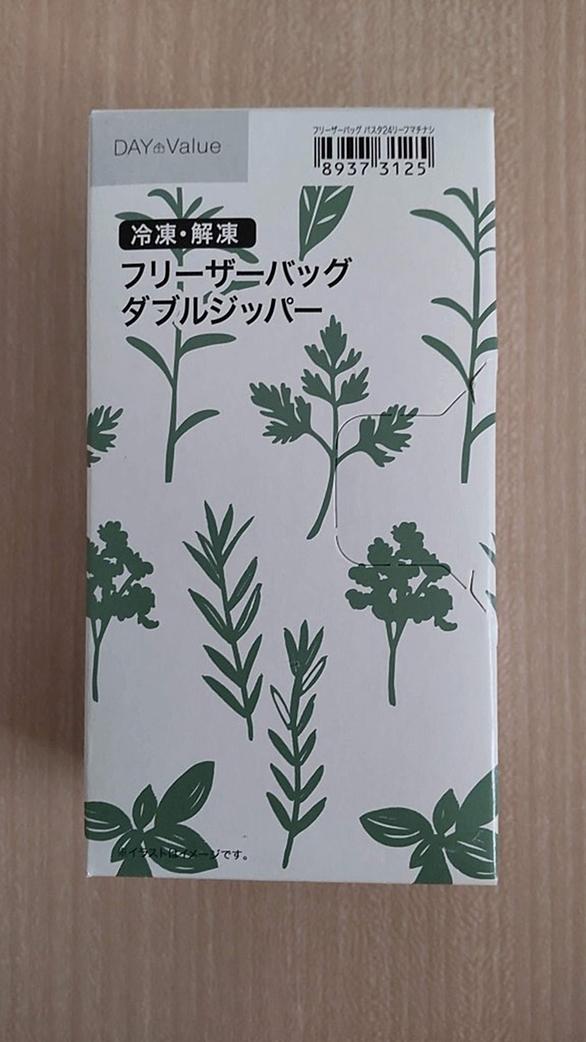 DAY Value
フリーザーバッグ パスタ24リーフマチナシ
8937 3125
冷凍・解凍
フリーザーバッグ
ダブルジッパー
※イラストはイメージです。